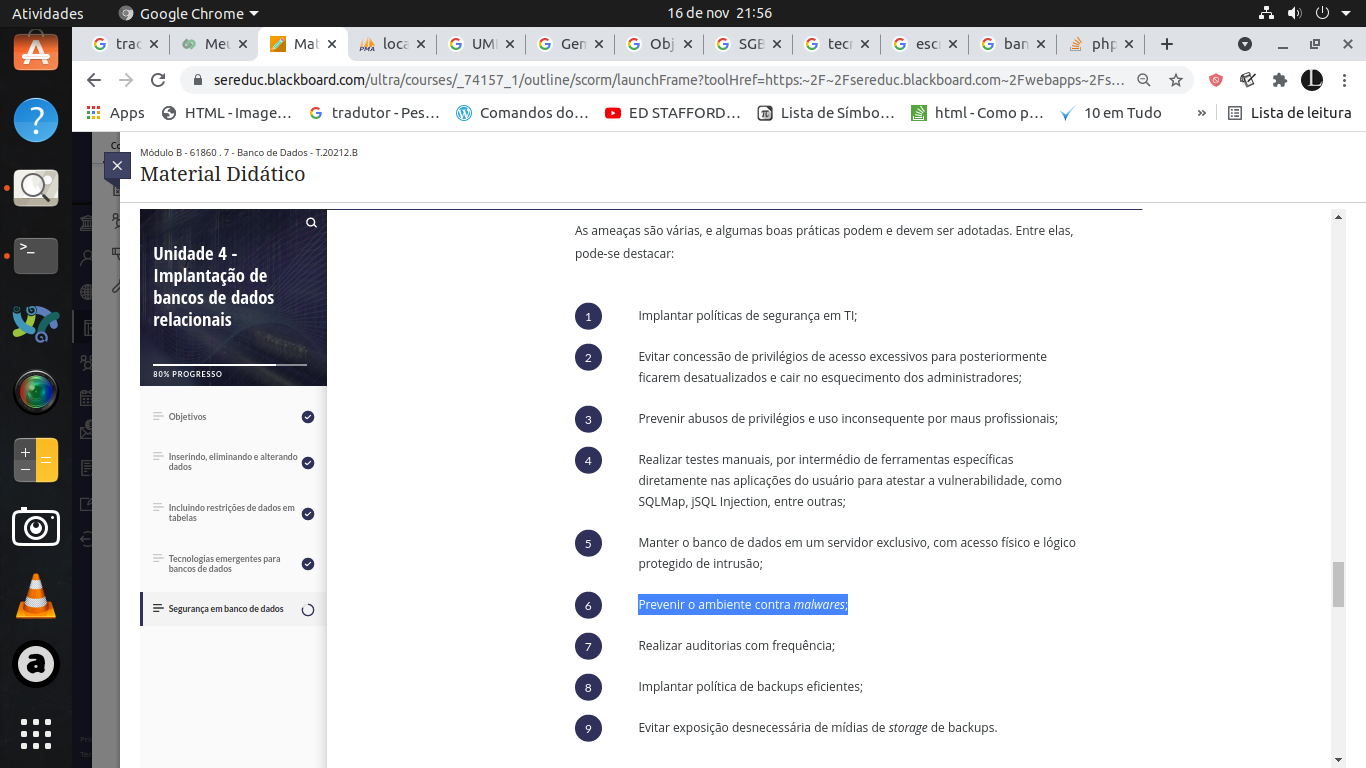 Atividades
Google Chrome
16 de nov 21:56
trac
Meu
Mat
loca
UMI
Gen
Obj
SGB
tecr
escr
ban
php
sereduc.blackboard.com/ultra/courses/_74157_1/outline/scorm/launchFrame?toolHref=https:~2F~2Fsereduc.blackboard.com~2Fwebapps~2Fs…
Apps
HTML - Image…
tradutor - Pes…
Comandos do…
ED STAFFORD…
Lista de Símbo…
html - Como p…
10 em Tudo
»
Lista de leitura
Módulo B - 61860 . 7 - Banco de Dados - T.20212.B
Material Didático
Unidade 4 -
Implantação de
bancos de dados
relacionais
80% PROGRESSO
Objetivos
Inserindo, eliminando e alterando
dados
Incluindo restrições de dados em
tabelas
Tecnologias emergentes para
bancos de dados
Segurança em banco de dados
As ameaças são várias, e algumas boas práticas podem e devem ser adotadas. Entre elas,
pode-se destacar:
1 Implantar políticas de segurança em TI;
2 Evitar concessão de privilégios de acesso excessivos para posteriormente
ficarem desatualizados e cair no esquecimento dos administradores;
3 Prevenir abusos de privilégios e uso inconsequente por maus profissionais;
4 Realizar testes manuais, por intermédio de ferramentas específicas
diretamente nas aplicações do usuário para atestar a vulnerabilidade, como
SQLMap, jSQL Injection, entre outras;
5 Manter o banco de dados em um servidor exclusivo, com acesso físico e lógico
protegido de intrusão;
6 Prevenir o ambiente contra malwares;
7 Realizar auditorias com frequência;
8 Implantar política de backups eficientes;
9 Evitar exposição desnecessária de mídias de storage de backups.